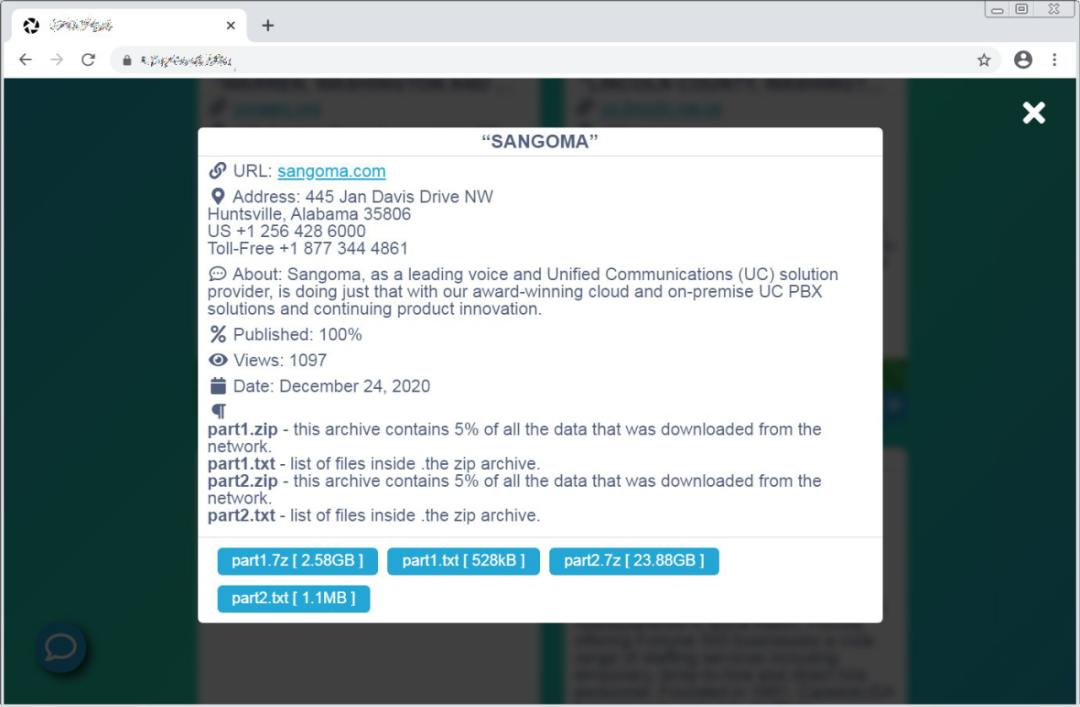 “SANGOMA”
URL: sangoma.com
Address: 445 Jan Davis Drive NW
Huntsville, Alabama 35806
US +1 256 428 6000
Toll-Free +1 877 344 4861
About: Sangoma, as a leading voice and Unified Communications (UC) solution
provider, is doing just that with our award-winning cloud and on-premise UC PBX
solutions and continuing product innovation.
Published: 100%
Views: 1097
Date: December 24, 2020
¶
part1.zip - this archive contains 5% of all the data that was downloaded from the
network.
part1.txt - list of files inside .the zip archive.
part2.zip - this archive contains 5% of all the data that was downloaded from the
network.
part2.txt - list of files inside .the zip archive.
part1.7z [ 2.58GB ] part1.txt [ 528kB ] part2.7z [ 23.88GB ]
part2.txt [ 1.1MB ]